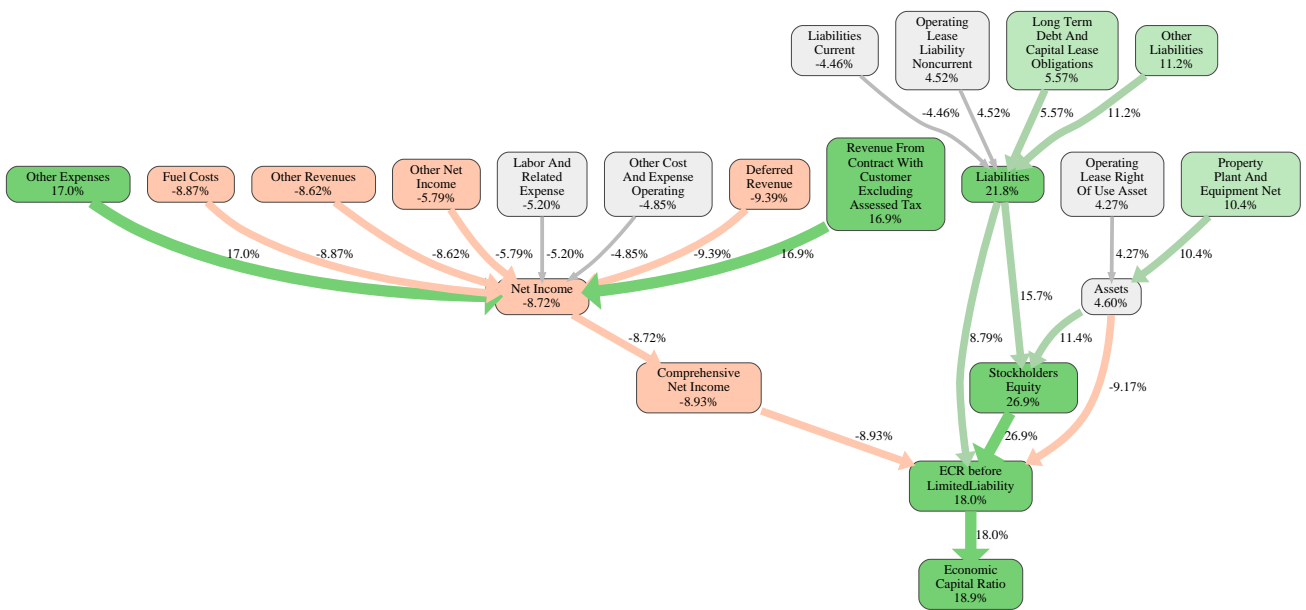 Liabilities
Current
-4.46%
Operating
Lease
Liability
Noncurrent
4.52%
Long Term
Debt And
Capital Lease
Obligations
5.57%
Other
Liabilities
11.2%
-4.46%
4.52%
5.57%
11.2%
Other Expenses
17.0%
Fuel Costs
-8.87%
Other Revenues
-8.62%
Other Net
Income
-5.79%
Labor And
Related
Expense
-5.20%
Other Cost
And Expense
Operating
-4.85%
Deferred
Revenue
-9.39%
Revenue From
Contract With
Customer
Excluding
Assessed Tax
16.9%
Liabilities
21.8%
Operating
Lease Right
Of Use Asset
4.27%
Property
Plant And
Equipment Net
10.4%
17.0%
-8.87%
-8.62%
-5.79%
-5.20%
-4.85%
-9.39%
16.9%
4.27%
10.4%
Net Income
-8.72%
15.7%
Assets
4.60%
-8.72%
8.79%
11.4%
Comprehensive
Net Income
-8.93%
Stockholders
Equity
26.9%
-9.17%
-8.93%
26.9%
ECR before
LimitedLiability
18.0%
18.0%
Economic
Capital Ratio
18.9%